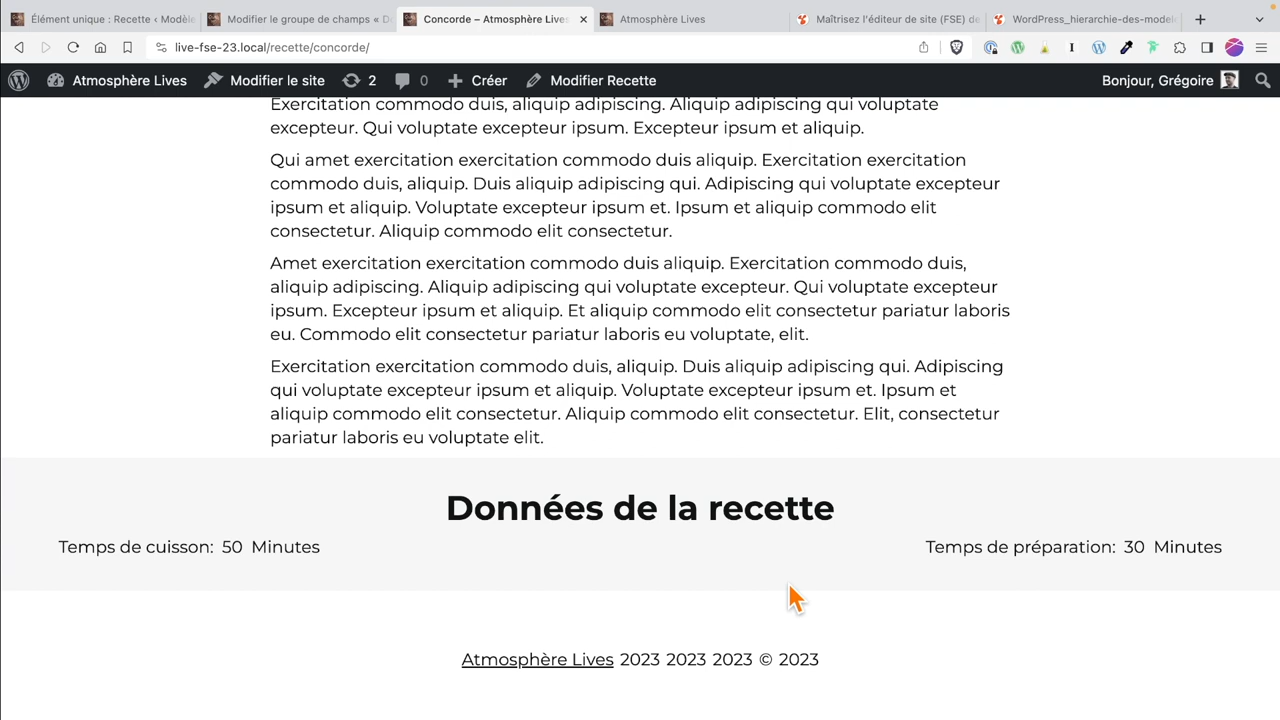 Élément unique : Recette ‹ Modèle
Modifier le groupe de champs « D
Concorde – Atmosphère Lives
Atmosphère Lives
Maîtrisez l'éditeur de site (FSE) de
WordPress_hierarchie-des-model
live-fse-23.local/recette/concorde/
Atmosphère Lives
Modifier le site
2
0
Créer
Modifier Recette
Bonjour, Grégoire
Exercitation commodo duis, aliquip adipiscing. Aliquip adipiscing qui voluptate
excepteur. Qui voluptate excepteur ipsum. Excepteur ipsum et aliquip.
Qui amet exercitation exercitation commodo duis aliquip. Exercitation exercitation
commodo duis, aliquip. Duis aliquip adipiscing qui. Adipiscing qui voluptate excepteur
ipsum et aliquip. Voluptate excepteur ipsum et. Ipsum et aliquip commodo elit
consectetur. Aliquip commodo elit consectetur.
Amet exercitation exercitation commodo duis aliquip. Exercitation commodo duis,
aliquip adipiscing. Aliquip adipiscing qui voluptate excepteur. Qui voluptate excepteur
ipsum. Excepteur ipsum et aliquip. Et aliquip commodo elit consectetur pariatur laboris
eu. Commodo elit consectetur pariatur laboris eu voluptate, elit.
Exercitation exercitation commodo duis, aliquip. Duis aliquip adipiscing qui. Adipiscing
qui voluptate excepteur ipsum et aliquip. Voluptate excepteur ipsum et. Ipsum et
aliquip commodo elit consectetur. Aliquip commodo elit consectetur. Elit, consectetur
pariatur laboris eu voluptate elit.
Données de la recette
Temps de cuisson: 50 Minutes
Temps de préparation: 30 Minutes
Atmosphère Lives 2023 2023 2023 © 2023